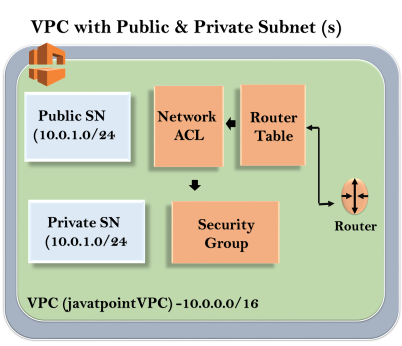 VPC with Public & Private Subnet (s)
Public SN
(10.0.1.0/24
Network
ACL
Router
Table
Private SN
(10.0.1.0/24
Security
Group
Router
VPC (javatpointVPC) -10.0.0.0/16